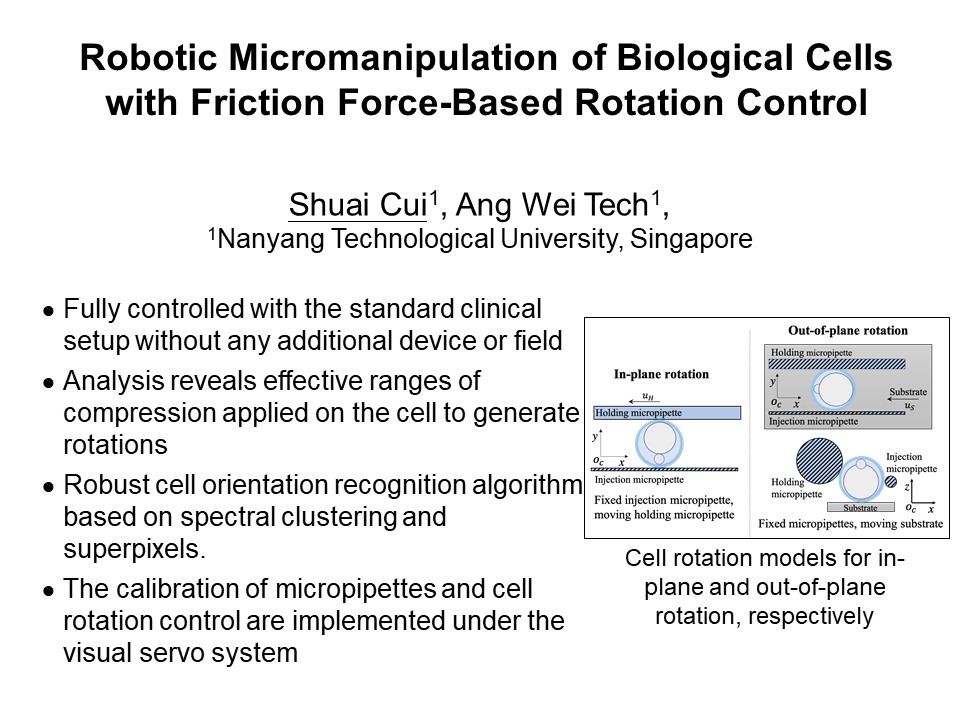 Robotic Micromanipulation of Biological Cells
with Friction Force-Based Rotation Control
Shuai Cui1, Ang Wei Tech1,
1Nanyang Technological University, Singapore
● Fully controlled with the standard clinical
setup without any additional device or field
● Analysis reveals effective ranges of
compression applied on the cell to generate
rotations
● Robust cell orientation recognition algorithm
based on spectral clustering and
superpixels.
● The calibration of micropipettes and cell
rotation control are implemented under the
visual servo system
In-plane rotation
u_H
Holding micropipette
y
o_c x
Injection micropipette
Fixed injection micropipette,
moving holding micropipette
Out-of-plane rotation
Holding micropipette
y
o_c x
Substrate
u_S
Injection micropipette
Injection
micropipette
Holding
micropipette
z
Substrate
o_c x
Fixed micropipettes, moving substrate
Cell rotation models for in-
plane and out-of-plane
rotation, respectively